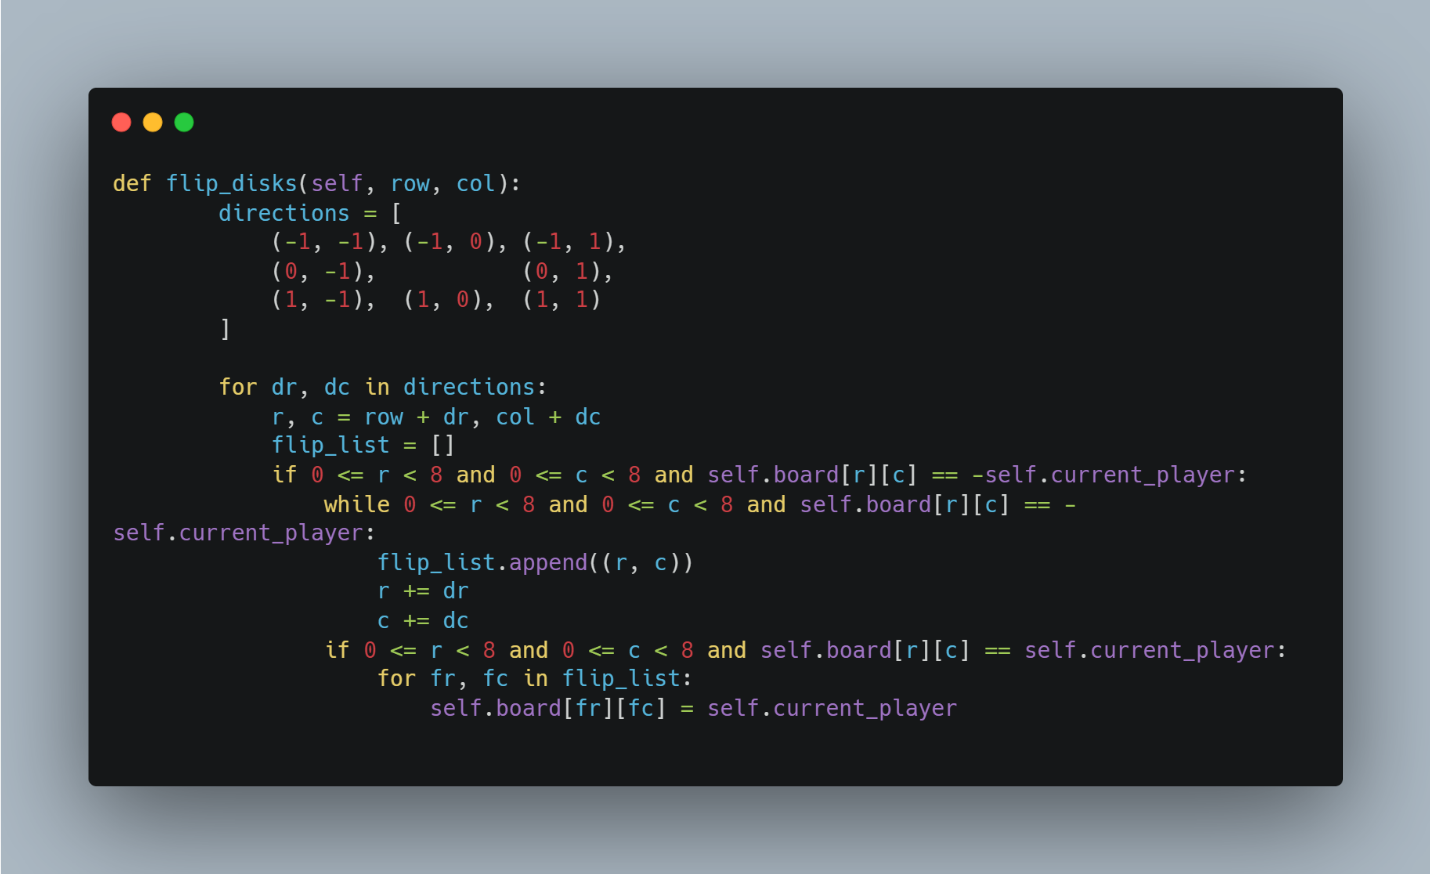 def flip_disks(self, row, col):
        directions = [
            (-1, -1), (-1, 0), (-1, 1),
            (0, -1),           (0, 1),
            (1, -1),  (1, 0),  (1, 1)
        ]

        for dr, dc in directions:
            r, c = row + dr, col + dc
            flip_list = []
            if 0 <= r < 8 and 0 <= c < 8 and self.board[r][c] == -self.current_player:
                while 0 <= r < 8 and 0 <= c < 8 and self.board[r][c] == -
self.current_player:
                    flip_list.append((r, c))
                    r += dr
                    c += dc
                if 0 <= r < 8 and 0 <= c < 8 and self.board[r][c] == self.current_player:
                    for fr, fc in flip_list:
                        self.board[fr][fc] = self.current_player